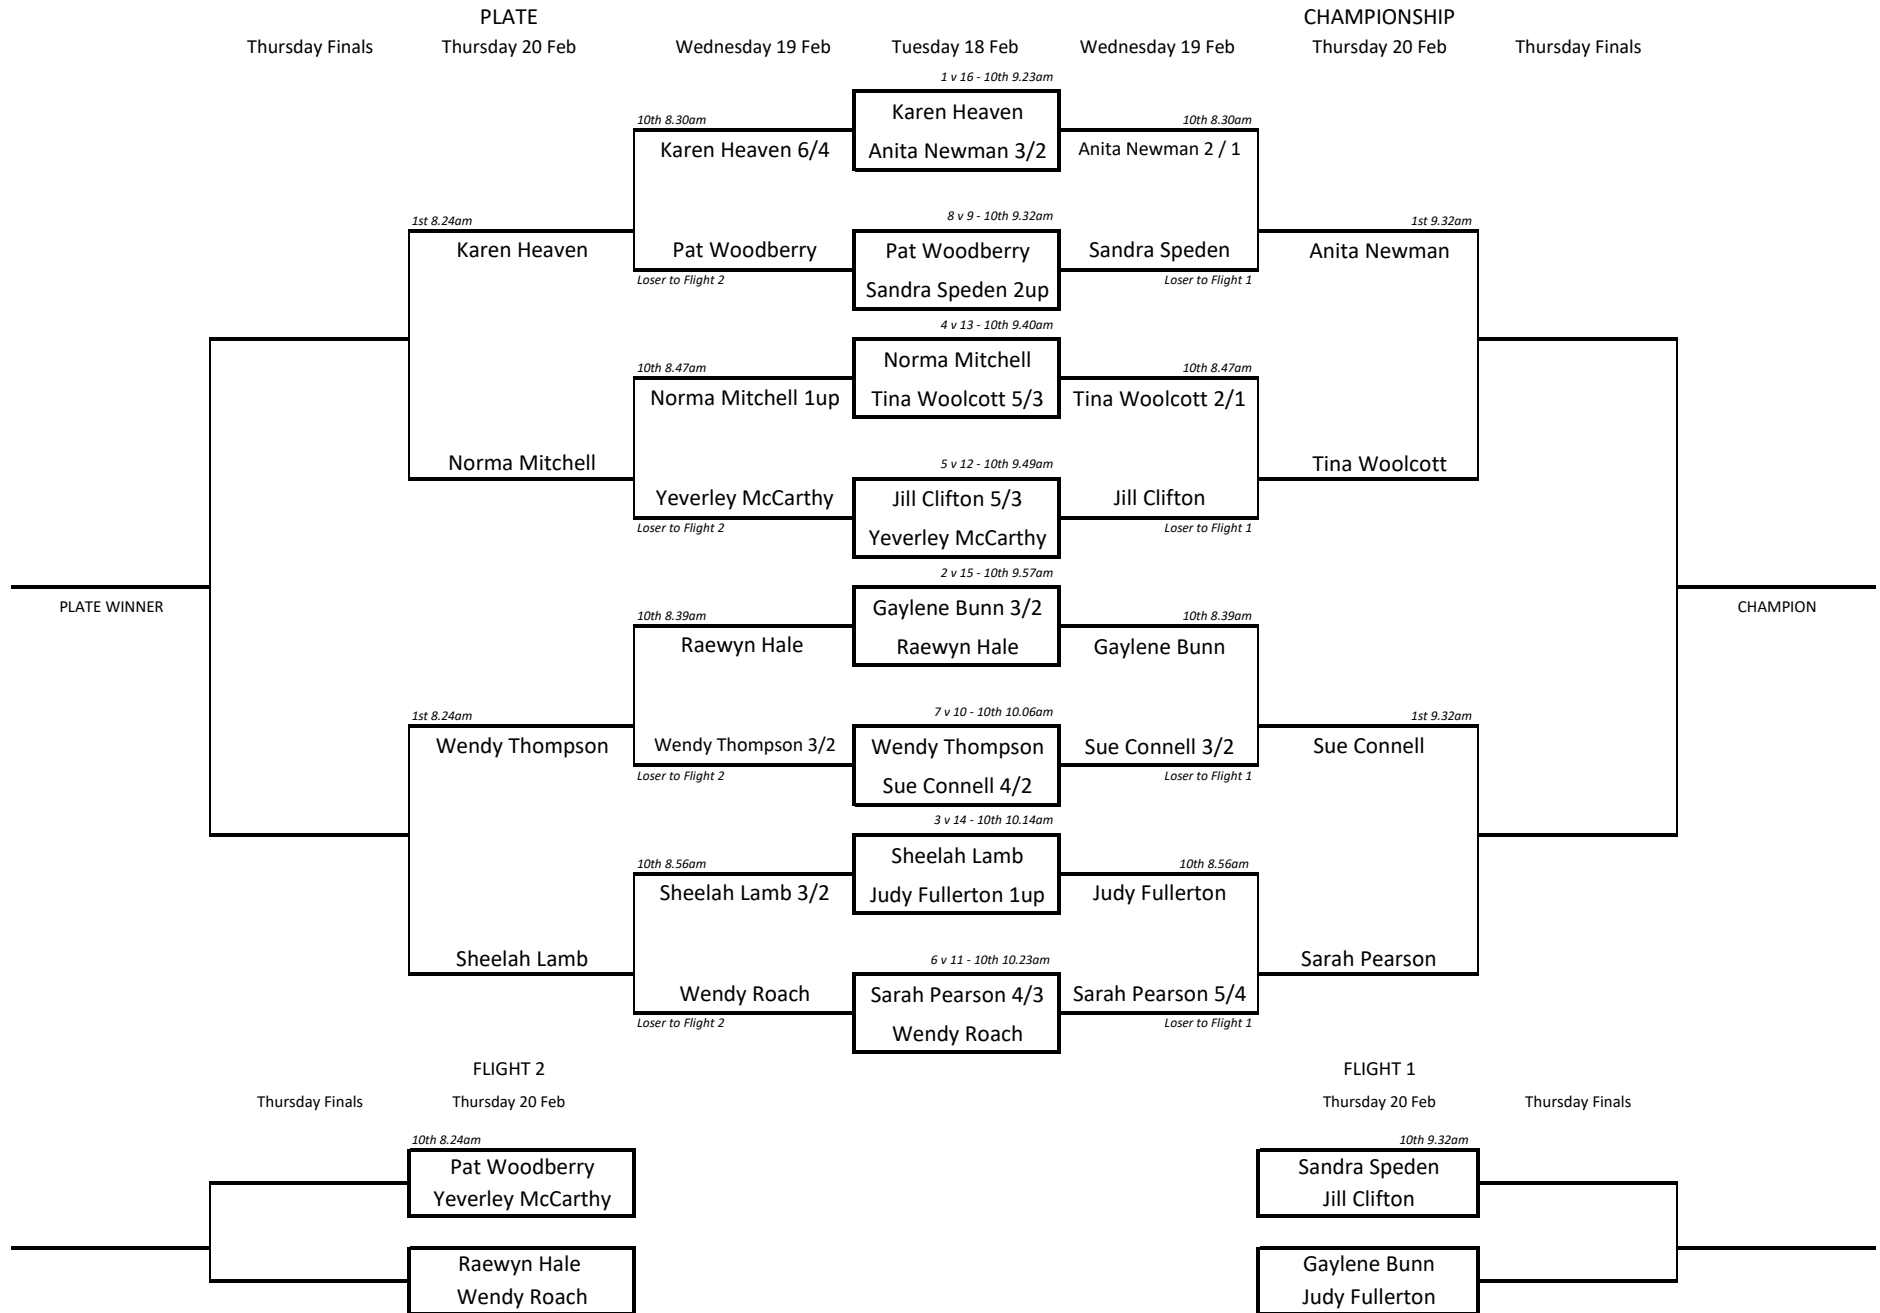 PLATE CHAMPIONSHIP
Thursday Finals Thursday 20 Feb Wednesday 19 Feb Tuesday 18 Feb Wednesday 19 Feb Thursday 20 Feb Thursday Finals
1 v 16 - 10th 9.23am
Karen Heaven
10th 8.30am 10th 8.30am
Karen Heaven 6/4 Anita Newman 3/2 Anita Newman 2 / 1
1st 8.24am 8 v 9 - 10th 9.32am 1st 9.32am
Karen Heaven Pat Woodberry Pat Woodberry Sandra Speden Anita Newman
Loser to Flight 2 Loser to Flight 1
Sandra Speden 2up
4 v 13 - 10th 9.40am
Norma Mitchell
10th 8.47am 10th 8.47am
Norma Mitchell 1up Tina Woolcott 5/3 Tina Woolcott 2/1
Norma Mitchell 5 v 12 - 10th 9.49am Tina Woolcott
Yeverley McCarthy Jill Clifton 5/3 Jill Clifton
Loser to Flight 2 Loser to Flight 1
Yeverley McCarthy
2 v 15 - 10th 9.57am
PLATE WINNER Gaylene Bunn 3/2 CHAMPION
10th 8.39am 10th 8.39am
Raewyn Hale Raewyn Hale Gaylene Bunn
7 v 10 - 10th 10.06am
1st 8.24am 1st 9.32am
Wendy Thompson Wendy Thompson 3/2 Wendy Thompson Sue Connell 3/2 Sue Connell
Loser to Flight 2 Loser to Flight 1
Sue Connell 4/2
3 v 14 - 10th 10.14am
Sheelah Lamb
10th 8.56am 10th 8.56am
Sheelah Lamb 3/2 Judy Fullerton 1up Judy Fullerton
Sheelah Lamb 6 v 11 - 10th 10.23am Sarah Pearson
Wendy Roach Sarah Pearson 4/3 Sarah Pearson 5/4
Loser to Flight 2 Loser to Flight 1
Wendy Roach
FLIGHT 2 FLIGHT 1
Thursday Finals Thursday 20 Feb Thursday 20 Feb Thursday Finals
10th 8.24am 10th 9.32am
Pat Woodberry Sandra Speden
Yeverley McCarthy Jill Clifton
Raewyn Hale Gaylene Bunn
Wendy Roach Judy Fullerton